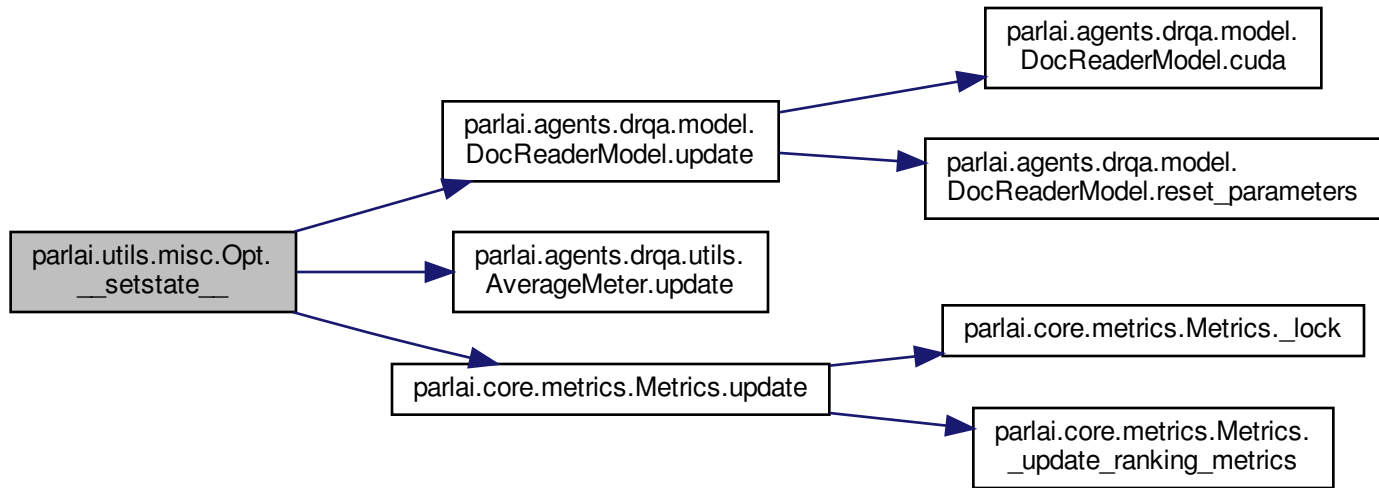 parlai.utils.misc.Opt.
__setstate__
parlai.agents.drqa.model.
DocReaderModel.update
parlai.agents.drqa.utils.
AverageMeter.update
parlai.core.metrics.Metrics.update
parlai.agents.drqa.model.
DocReaderModel.cuda
parlai.agents.drqa.model.
DocReaderModel.reset_parameters
parlai.core.metrics.Metrics._lock
parlai.core.metrics.Metrics.
_update_ranking_metrics